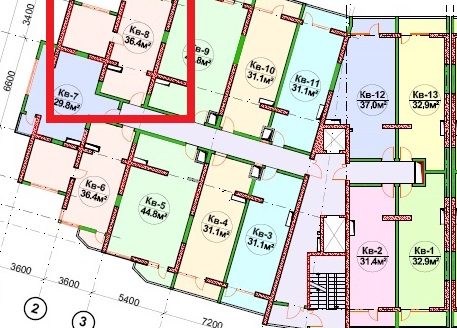 3400
6600
Кв-8
36.4м²
Кв-9
Кв-10
31.1м²
Кв-11
31.1м²
Кв-12
37.0м²
Кв-13
32.9м²
Кв-7
29.8м²
Кв-6
36.4м²
Кв-5
44.8м²
Кв-4
31.1м²
Кв-3
31.1м²
Кв-2
31.4м²
Кв-1
32.9м²
3600
3600
5400
7200
2
3